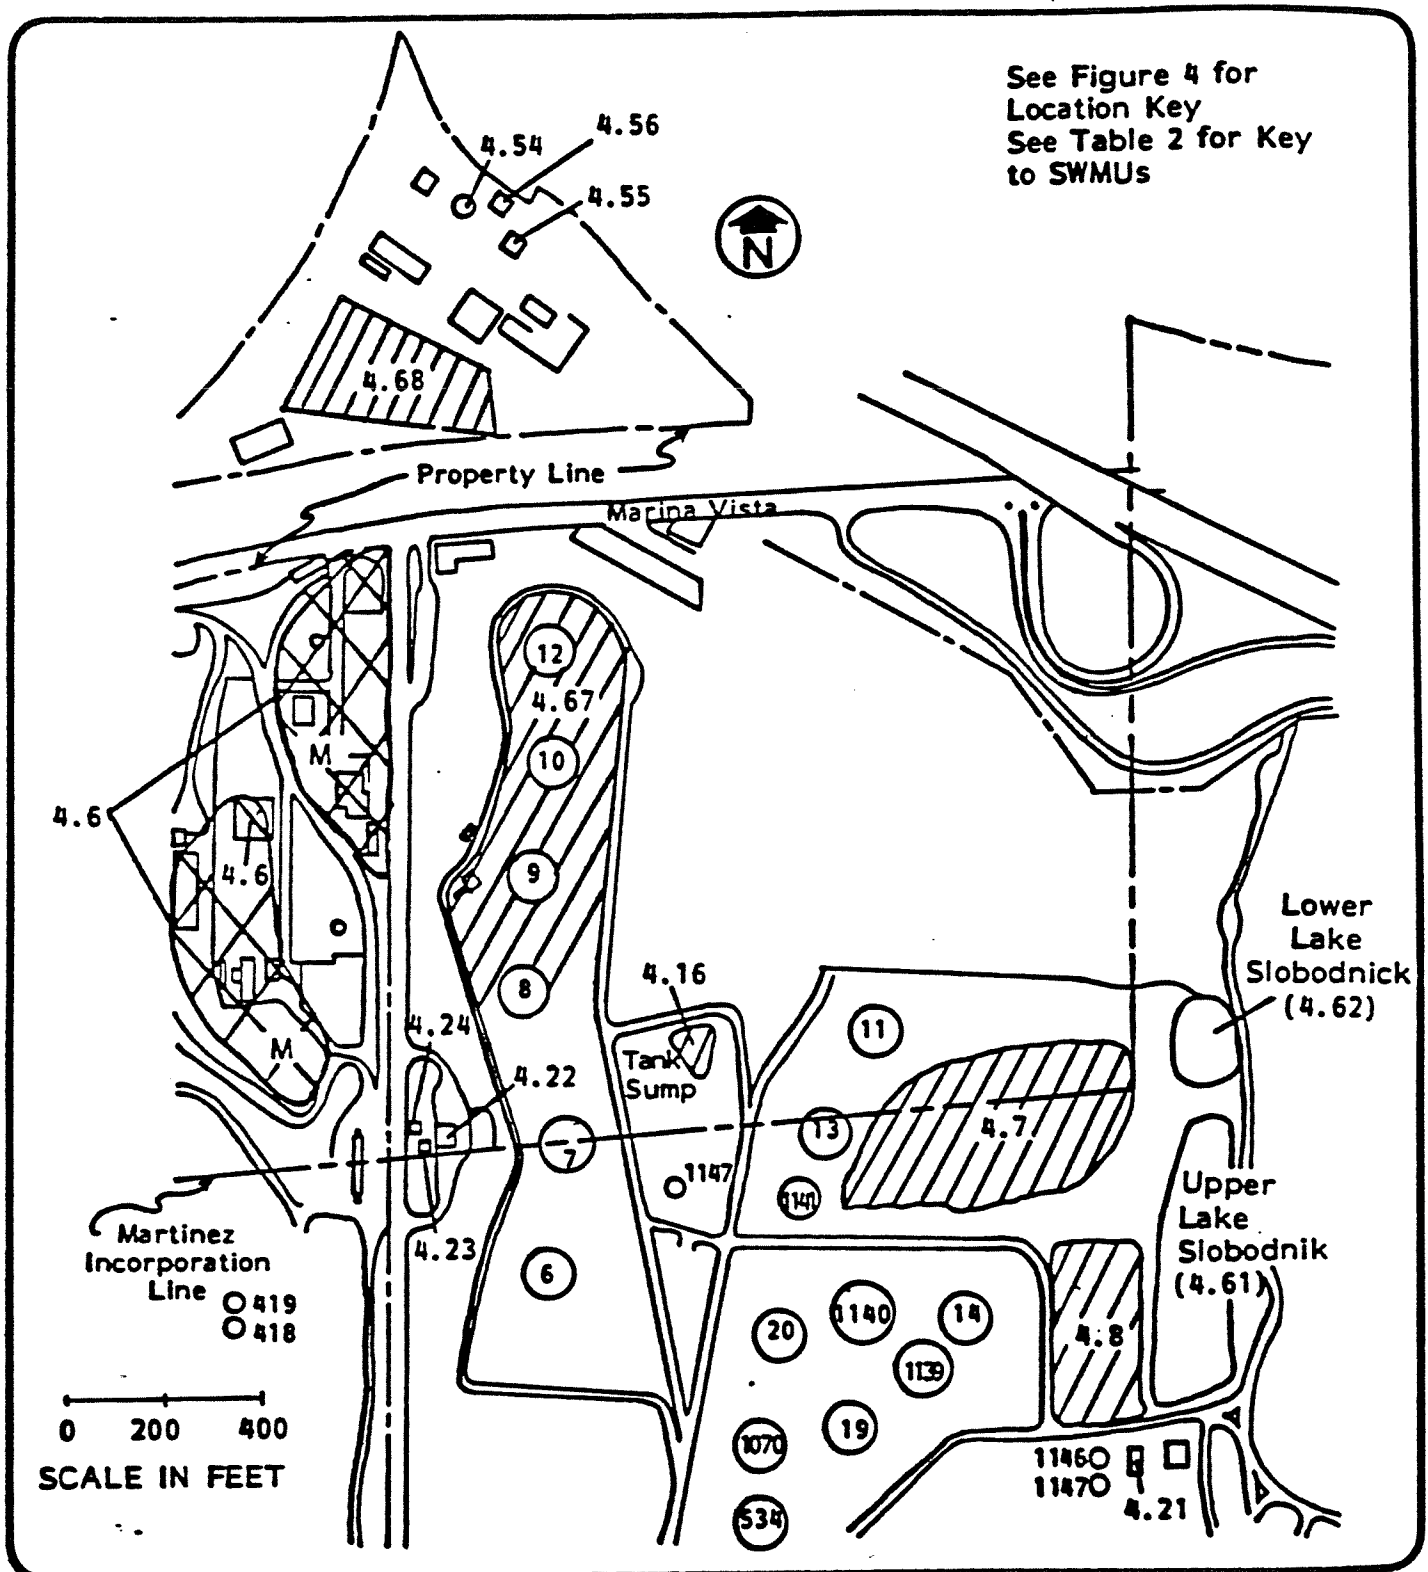 See Figure 4 for
Location Key
See Table 2 for Key
to SWMUs
4.56
4.54
4.55
N
4.68
Property Line
Marina Vista
12
4.67
M
10
4.6
4.6
9
8
Lower
Lake
Slobodnick
(4.62)
4.16
11
4.24
M
Tank
Sump
4.22
4.7
13
7
1147
1141
Upper
Lake
Slobodnik
(4.61)
Martinez
Incorporation
Line
4.23
6
419
418
20
1140
14
4.8
1139
0 200 400
SCALE IN FEET
19
1070
1146
1147
4.21
534